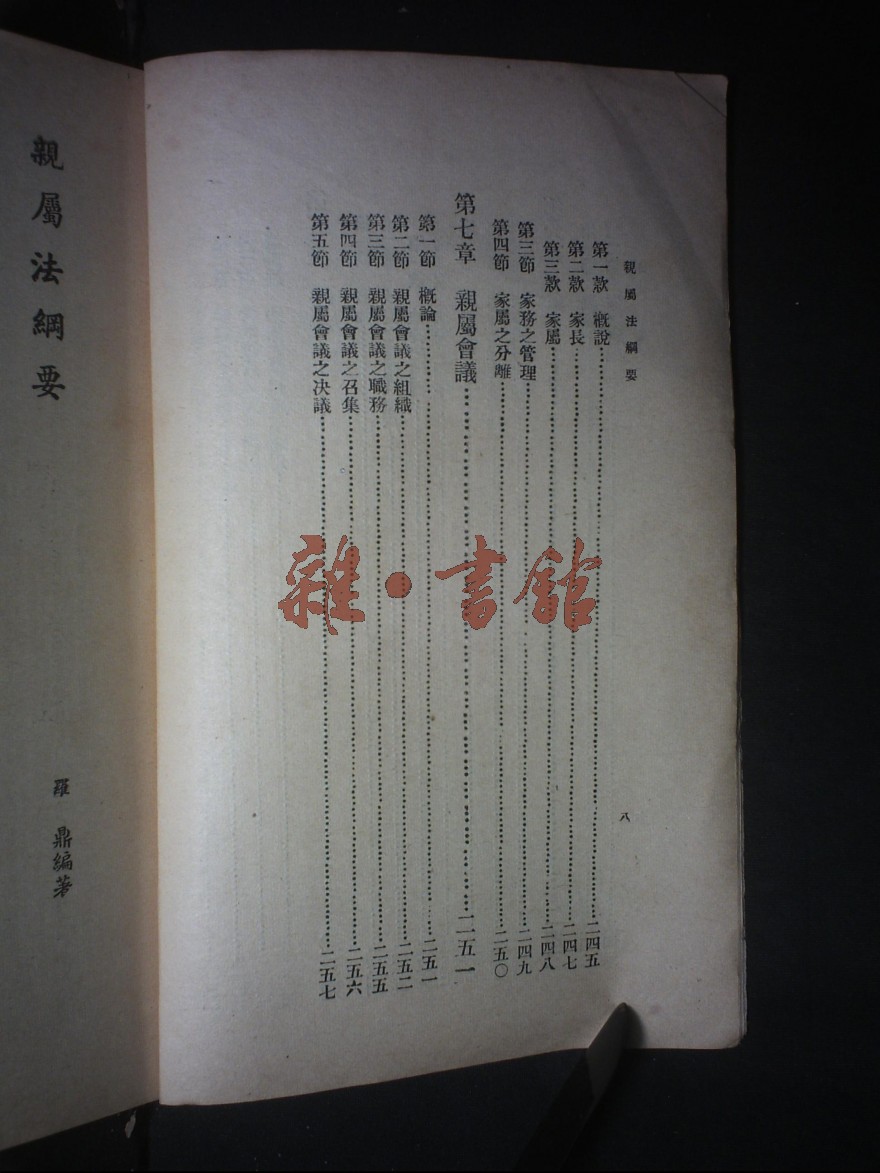 親屬法綱要
八
第一款　概說……二四五
第二款　家長……二四七
第三款　家屬……二四八
第三節　家務之管理……二四九
第四節　家屬之分離……二五〇
第七章　親屬會議……二五一
第一節　概論……二五一
第二節　親屬會議之組織……二五二
第三節　親屬會議之職務……二五五
第四節　親屬會議之召集……二五六
第五節　親屬會議之决議……二五七
親屬法綱要
羅　鼎編著
雜・書館